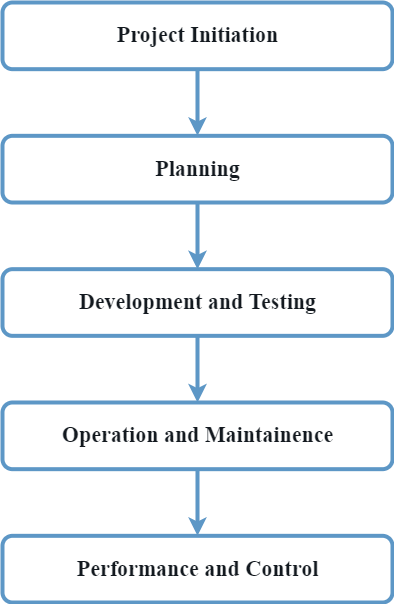 Project Initiation
Planning
Development and Testing
Operation and Maintainence
Performance and Control